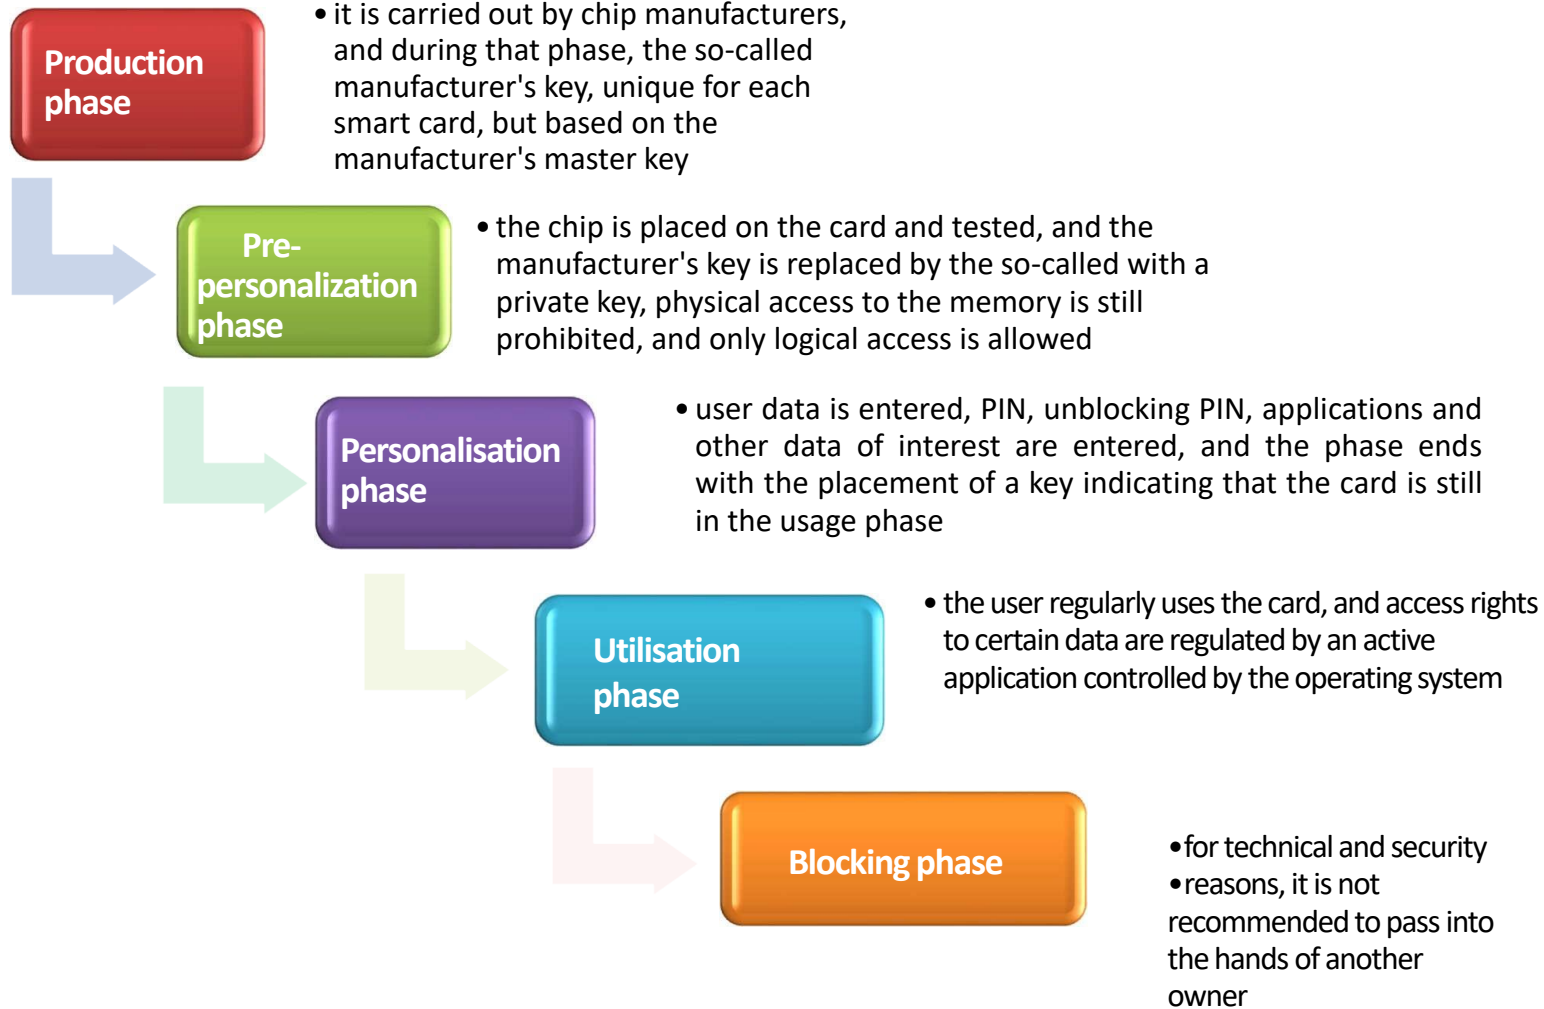 Production
phase
• it is carried out by chip manufacturers,
and during that phase, the so-called
manufacturer's key, unique for each
smart card, but based on the
manufacturer's master key
Pre-
personalization
phase
• the chip is placed on the card and tested, and the
manufacturer's key is replaced by the so-called with a
private key, physical access to the memory is still
prohibited, and only logical access is allowed
Personalisation
phase
• user data is entered, PIN, unblocking PIN, applications and
other data of interest are entered, and the phase ends
with the placement of a key indicating that the card is still
in the usage phase
Utilisation
phase
• the user regularly uses the card, and access rights
to certain data are regulated by an active
application controlled by the operating system
Blocking phase
•for technical and security
•reasons, it is not
recommended to pass into
the hands of another
owner